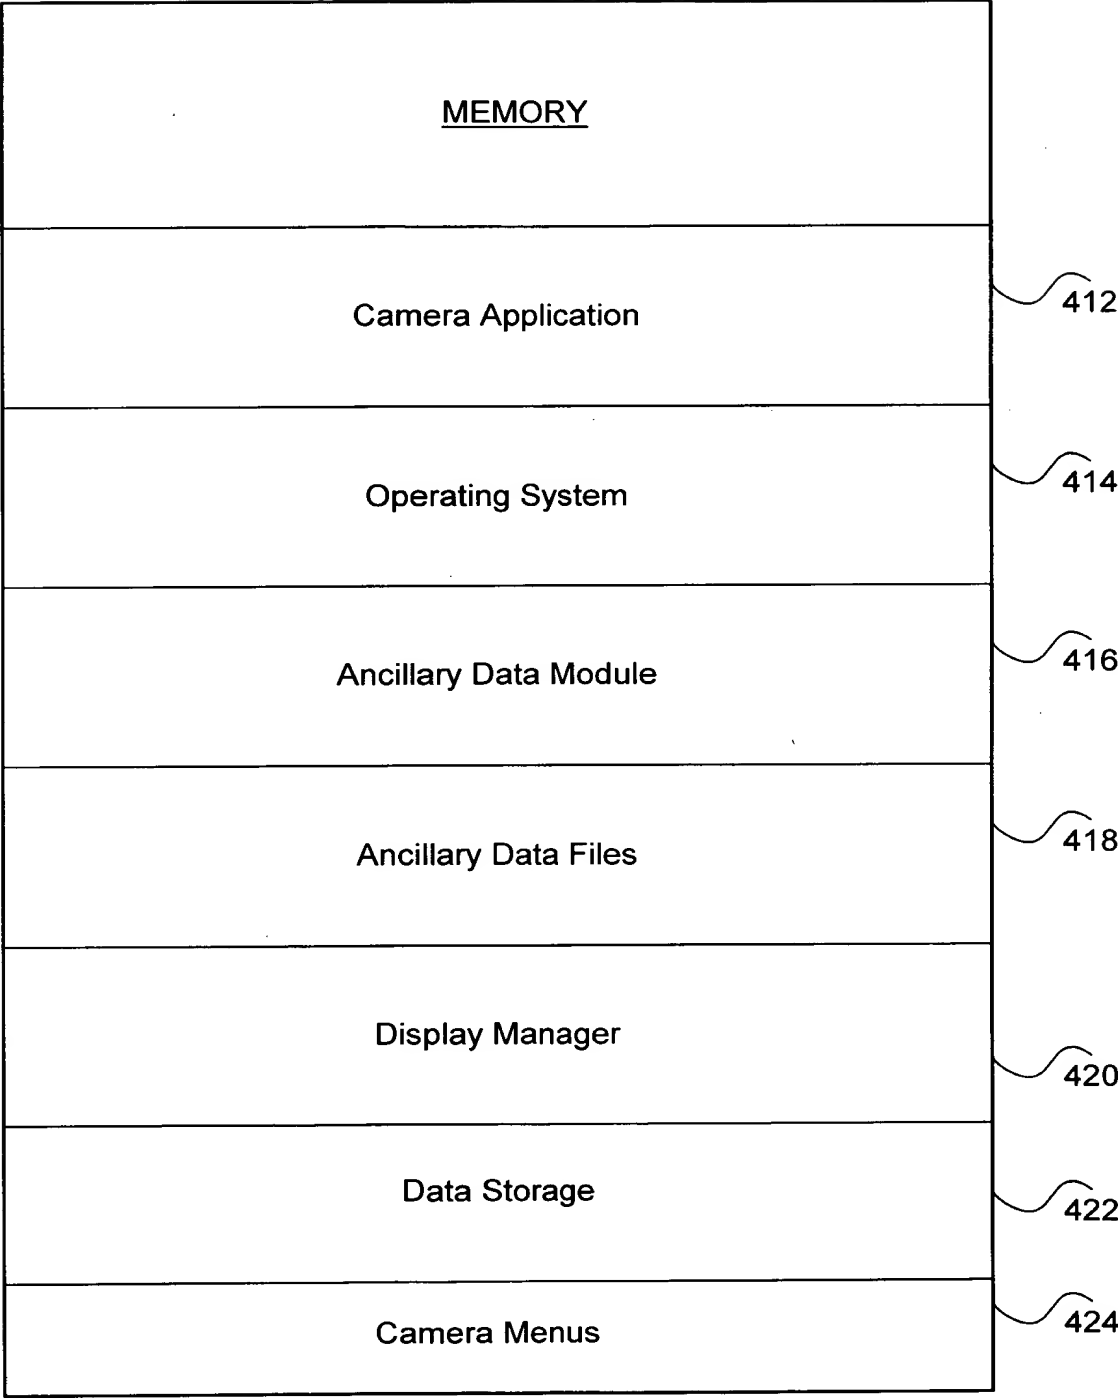 MEMORY
Camera Application
412
Operating System
414
Ancillary Data Module
416
Ancillary Data Files
418
Display Manager
420
Data Storage
422
Camera Menus
424